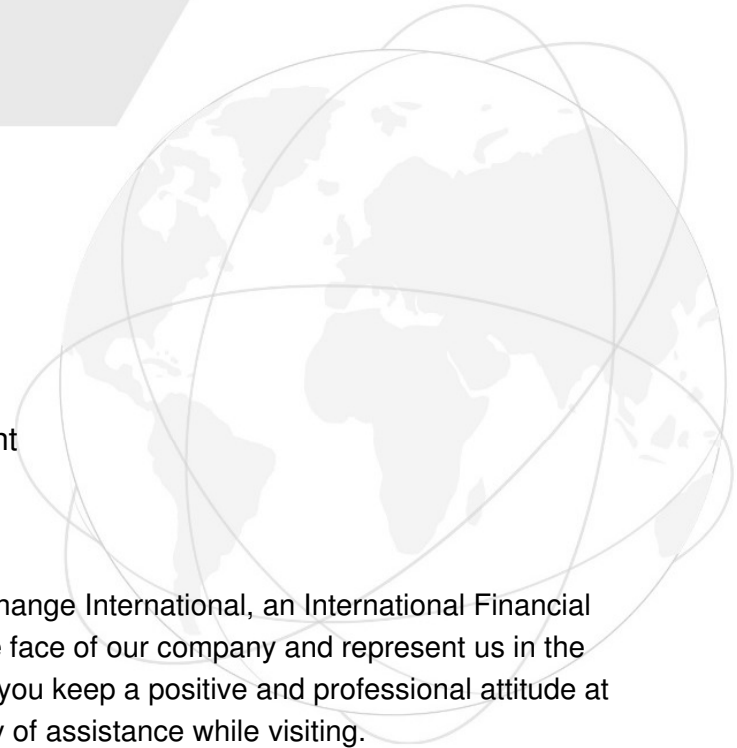 nt
hange International, an International Financial
face of our company and represent us in the
you keep a positive and professional attitude at
of assistance while visiting.